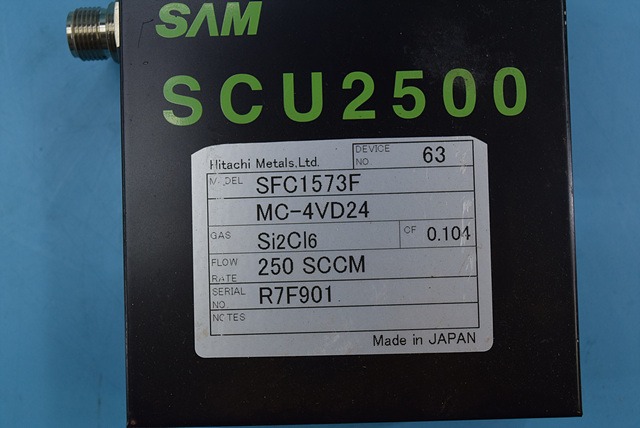 SAM
SCU2500
Hitachi Metals,Ltd.
DEVICE NO 63
MODEL SFC1573F
MC-4VD24
GAS Si2Cl6 CF 0.104
FLOW RATE 250 SCCM
SERIAL NO R7F901
NOTES
Made in JAPAN